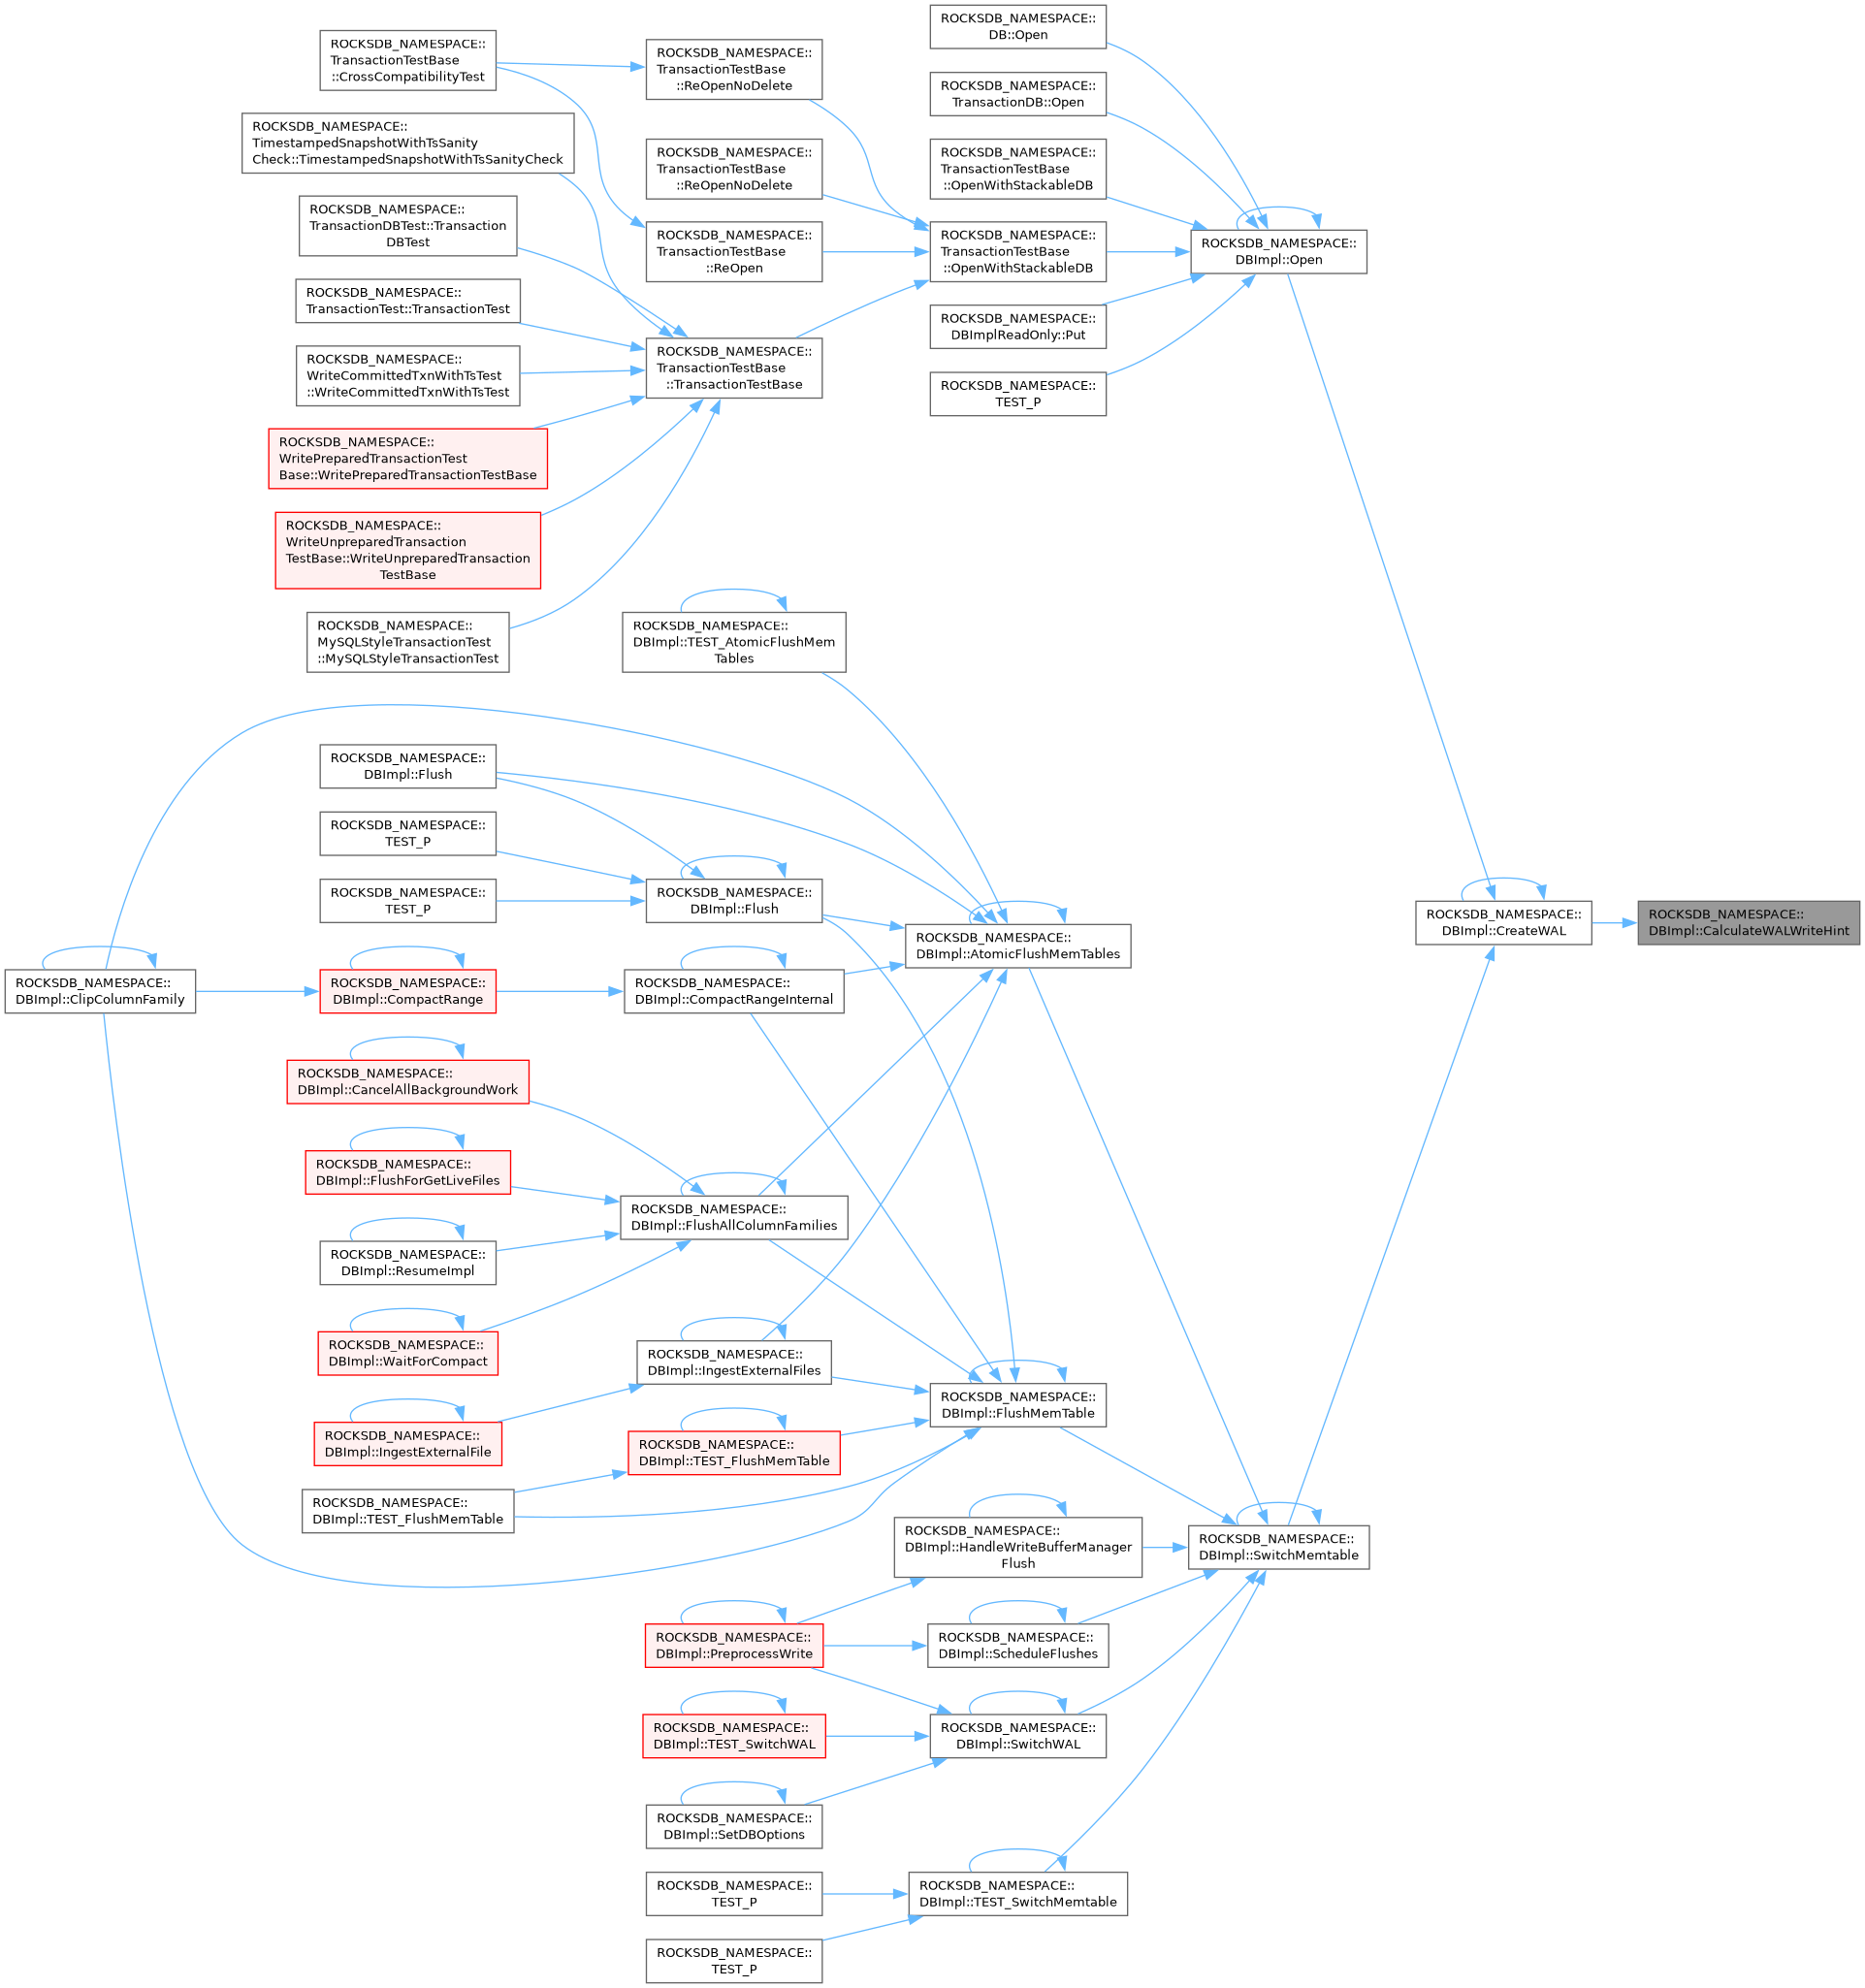 ROCKSDB_NAMESPACE::
DB::Open
ROCKSDB_NAMESPACE::
TransactionTestBase
::CrossCompatibilityTest
ROCKSDB_NAMESPACE::
TransactionTestBase
::ReOpenNoDelete
ROCKSDB_NAMESPACE::
TransactionDB::Open
ROCKSDB_NAMESPACE::
TimestampedSnapshotWithTsSanity
Check::TimestampedSnapshotWithTsSanityCheck
ROCKSDB_NAMESPACE::
TransactionTestBase
::ReOpenNoDelete
ROCKSDB_NAMESPACE::
TransactionTestBase
::OpenWithStackableDB
ROCKSDB_NAMESPACE::
TransactionDBTest::Transaction
DBTest
ROCKSDB_NAMESPACE::
TransactionTestBase
::ReOpen
ROCKSDB_NAMESPACE::
TransactionTestBase
::OpenWithStackableDB
ROCKSDB_NAMESPACE::
DBImpl::Open
ROCKSDB_NAMESPACE::
TransactionTest::TransactionTest
ROCKSDB_NAMESPACE::
DBImplReadOnly::Put
ROCKSDB_NAMESPACE::
WriteCommittedTxnWithTsTest
::WriteCommittedTxnWithTsTest
ROCKSDB_NAMESPACE::
TransactionTestBase
::TransactionTestBase
ROCKSDB_NAMESPACE::
TEST_P
ROCKSDB_NAMESPACE::
WritePreparedTransactionTest
Base::WritePreparedTransactionTestBase
ROCKSDB_NAMESPACE::
WriteUnpreparedTransaction
TestBase::WriteUnpreparedTransaction
TestBase
ROCKSDB_NAMESPACE::
MySQLStyleTransactionTest
::MySQLStyleTransactionTest
ROCKSDB_NAMESPACE::
DBImpl::TEST_AtomicFlushMem
Tables
ROCKSDB_NAMESPACE::
DBImpl::Flush
ROCKSDB_NAMESPACE::
TEST_P
ROCKSDB_NAMESPACE::
TEST_P
ROCKSDB_NAMESPACE::
DBImpl::Flush
ROCKSDB_NAMESPACE::
DBImpl::AtomicFlushMemTables
ROCKSDB_NAMESPACE::
DBImpl::CreateWAL
ROCKSDB_NAMESPACE::
DBImpl::CalculateWALWriteHint
ROCKSDB_NAMESPACE::
DBImpl::ClipColumnFamily
ROCKSDB_NAMESPACE::
DBImpl::CompactRange
ROCKSDB_NAMESPACE::
DBImpl::CompactRangeInternal
ROCKSDB_NAMESPACE::
DBImpl::CancelAllBackgroundWork
ROCKSDB_NAMESPACE::
DBImpl::FlushForGetLiveFiles
ROCKSDB_NAMESPACE::
DBImpl::FlushAllColumnFamilies
ROCKSDB_NAMESPACE::
DBImpl::ResumeImpl
ROCKSDB_NAMESPACE::
DBImpl::WaitForCompact
ROCKSDB_NAMESPACE::
DBImpl::IngestExternalFiles
ROCKSDB_NAMESPACE::
DBImpl::FlushMemTable
ROCKSDB_NAMESPACE::
DBImpl::IngestExternalFile
ROCKSDB_NAMESPACE::
DBImpl::TEST_FlushMemTable
ROCKSDB_NAMESPACE::
DBImpl::TEST_FlushMemTable
ROCKSDB_NAMESPACE::
DBImpl::HandleWriteBufferManager
Flush
ROCKSDB_NAMESPACE::
DBImpl::SwitchMemtable
ROCKSDB_NAMESPACE::
DBImpl::PreprocessWrite
ROCKSDB_NAMESPACE::
DBImpl::ScheduleFlushes
ROCKSDB_NAMESPACE::
DBImpl::TEST_SwitchWAL
ROCKSDB_NAMESPACE::
DBImpl::SwitchWAL
ROCKSDB_NAMESPACE::
DBImpl::SetDBOptions
ROCKSDB_NAMESPACE::
TEST_P
ROCKSDB_NAMESPACE::
DBImpl::TEST_SwitchMemtable
ROCKSDB_NAMESPACE::
TEST_P